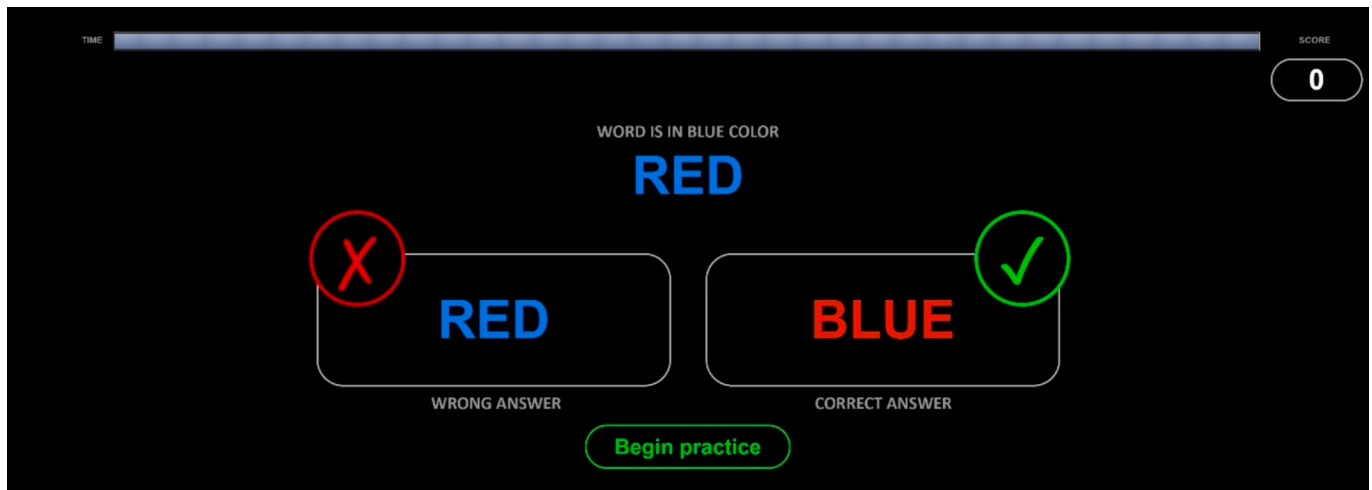 TIME
SCORE
0
WORD IS IN BLUE COLOR
RED
RED
BLUE
WRONG ANSWER
CORRECT ANSWER
Begin practice